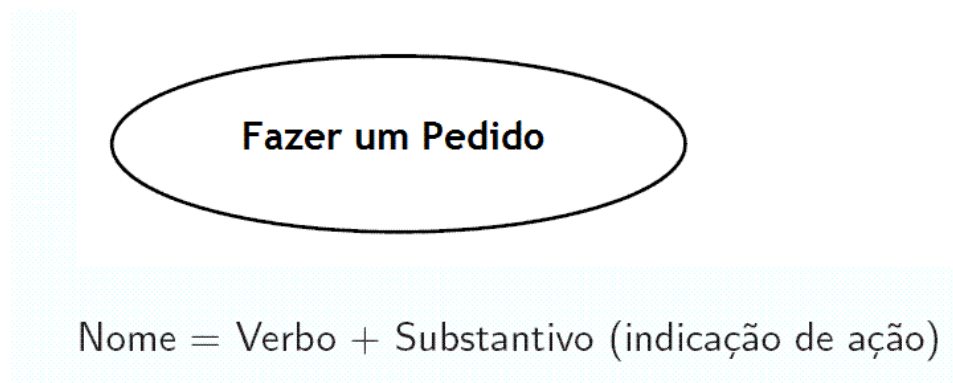 Fazer um Pedido
Nome = Verbo + Substantivo (indicação de ação)